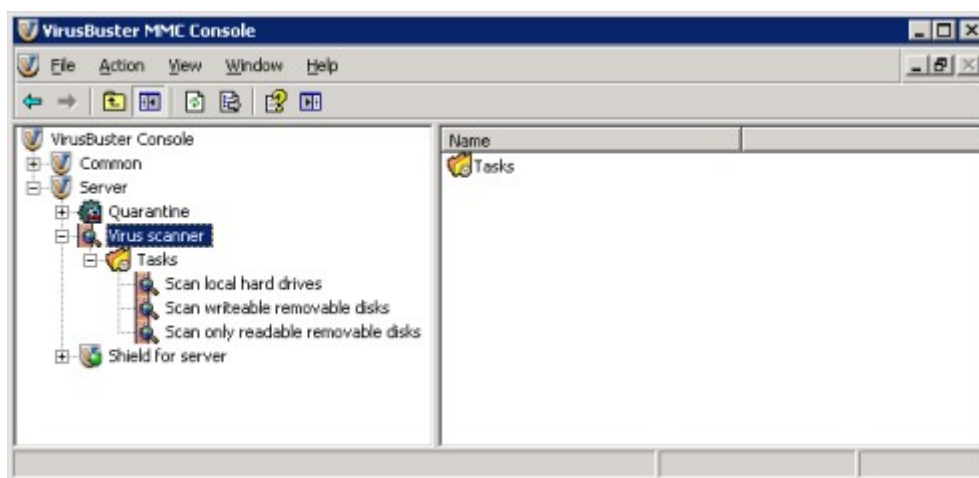 VirusBuster MMC Console
File Action View Window Help
VirusBuster Console
Common
Server
Quarantine
Virus scanner
Tasks
Scan local hard drives
Scan writeable removable disks
Scan only readable removable disks
Shield for server
Name
Tasks